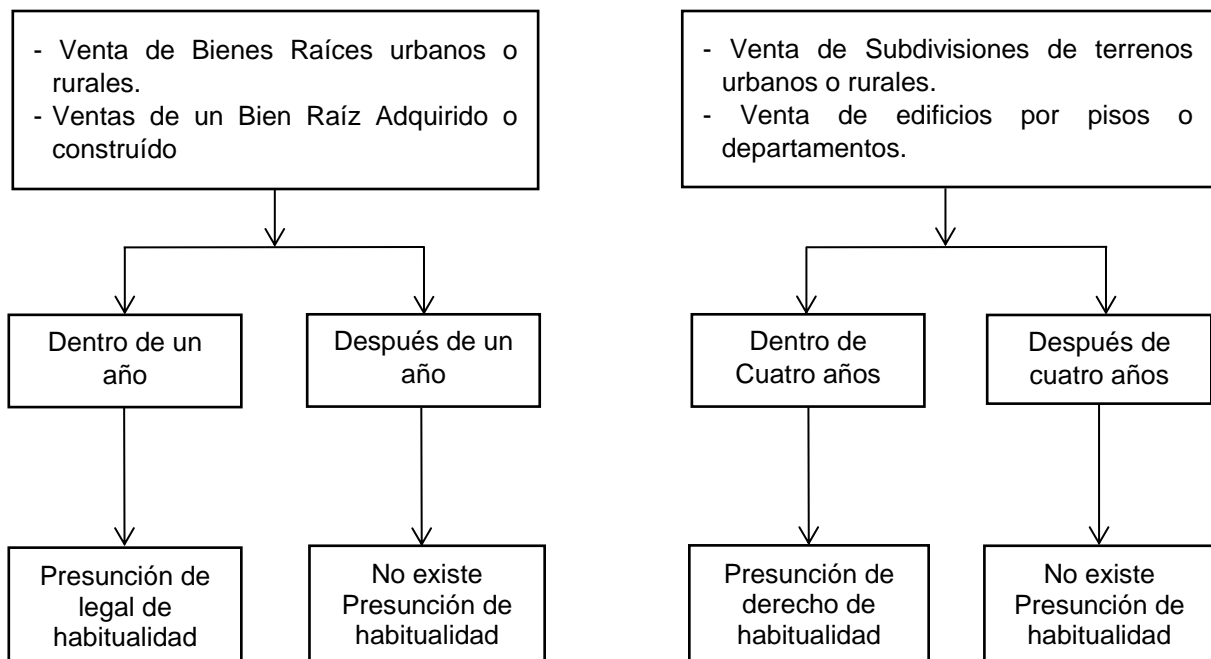 - Venta de Bienes Raíces urbanos o
rurales.
- Ventas de un Bien Raíz Adquirido o
construído
- Venta de Subdivisiones de terrenos
urbanos o rurales.
- Venta de edificios por pisos o
departamentos.
Dentro de un
año
Después de un
año
Dentro de
Cuatro años
Después de
cuatro años
Presunción de
legal de
habitualidad
No existe
Presunción de
habitualidad
Presunción de
derecho de
habitualidad
No existe
Presunción de
habitualidad